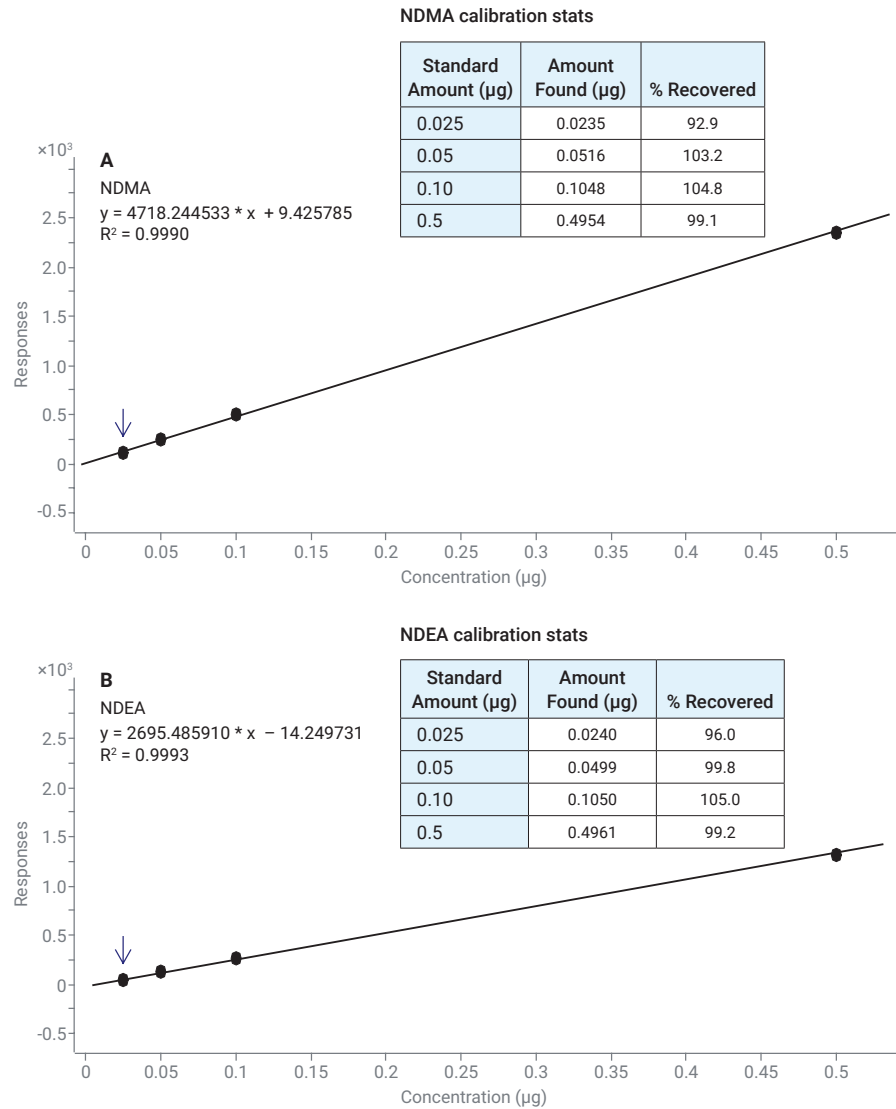 NDMA calibration stats
Standard Amount (µg) Amount Found (µg) % Recovered
0.025 0.0235 92.9
0.05 0.0516 103.2
0.10 0.1048 104.8
0.5 0.4954 99.1
×10³
A
NDMA
y = 4718.244533 * x + 9.425785
R² = 0.9990
2.5
2.0
1.5
1.0
0.5
0
-0.5
Responses
0 0.05 0.1 0.15 0.2 0.25 0.3 0.35 0.4 0.45 0.5
Concentration (µg)
NDEA calibration stats
Standard Amount (µg) Amount Found (µg) % Recovered
0.025 0.0240 96.0
0.05 0.0499 99.8
0.10 0.1050 105.0
0.5 0.4961 99.2
×10³
B
NDEA
y = 2695.485910 * x − 14.249731
R² = 0.9993
2.5
2.0
1.5
1.0
0.5
0
-0.5
Responses
0 0.05 0.1 0.15 0.2 0.25 0.3 0.35 0.4 0.45 0.5
Concentration (µg)